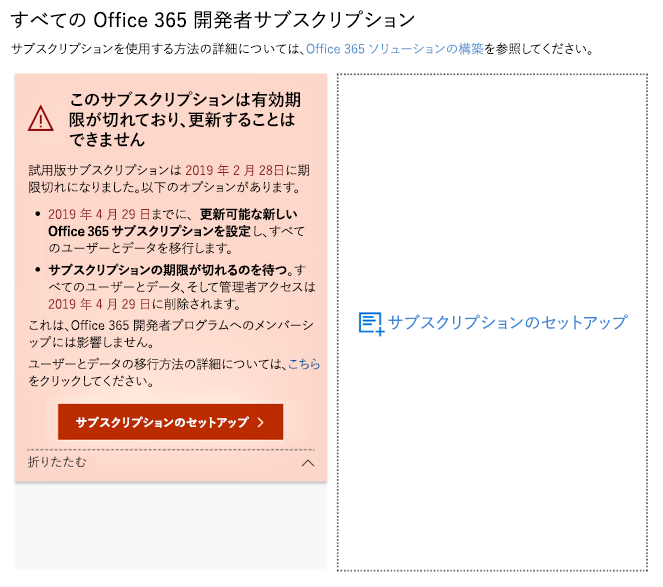 すべての Office 365 開発者サブスクリプション
サブスクリプションを使用する方法の詳細については、Office 365 ソリューションの構築を参照してください。
このサブスクリプションは有効期
限が切れており、更新することは
できません
試用版サブスクリプションは 2019 年 2 月 28日に期
限切れになりました。以下のオプションがあります。
• 2019 年 4 月 29 日までに、 更新可能な新しい
Office 365 サブスクリプションを設定し、すべて
のユーザーとデータを移行します。
• サブスクリプションの期限が切れるのを待つ。す
べてのユーザーとデータ、そして管理者アクセスは
2019 年 4 月 29 日に削除されます。
これは、Office 365 開発者プログラムへのメンバーシ
ップには影響しません。
ユーザーとデータの移行方法の詳細については、こちら
をクリックしてください。
サブスクリプションのセットアップ
折りたたむ
サブスクリプションのセットアップ